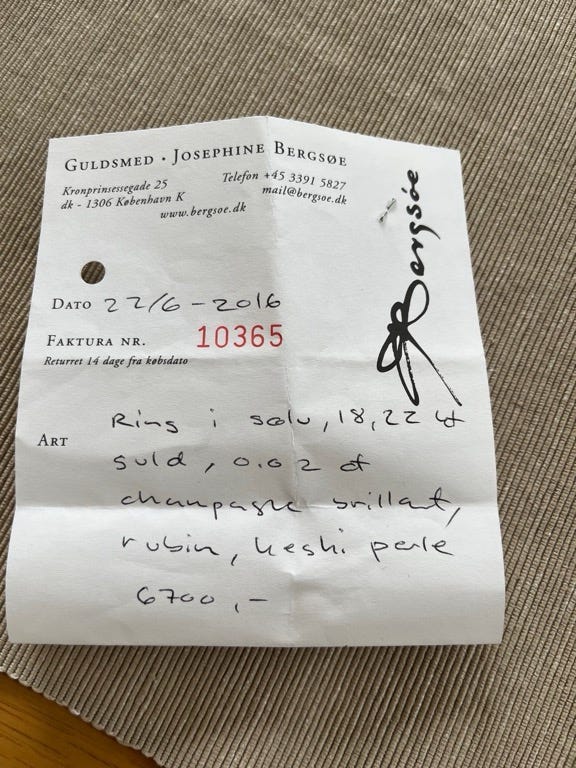 GULDSMED · JOSEPHINE BERGSØE
Kronprinsessegade 25
dk - 1306 København K
Telefon +45 3391 5827
mail@bergsoe.dk
www.bergsoe.dk
Bergsøe
DATO 22/6-2016
FAKTURA NR. 10365
Returret 14 dage fra købsdato
ART
Ring i sølv, 18, 22 kt
guld, 0.02 ct
champagne brillant,
rubin, keshi perle
6700,-